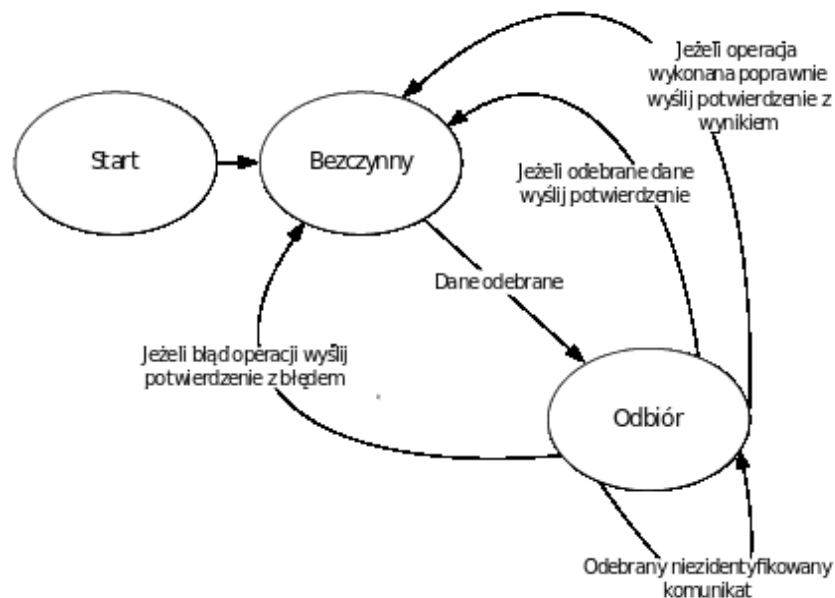 Jeżeli operacja
wykonana poprawnie
wyślij potwierdzenie z
wynikiem
Start
Bezczynny
Jeżeli odebrane dane
wyślij potwierdzenie
Dane odebrane
Jeżeli błąd operacji wyślij
potwierdzenie z błędem
Odbiór
Odebrany niezidentyfikowany
komunikat